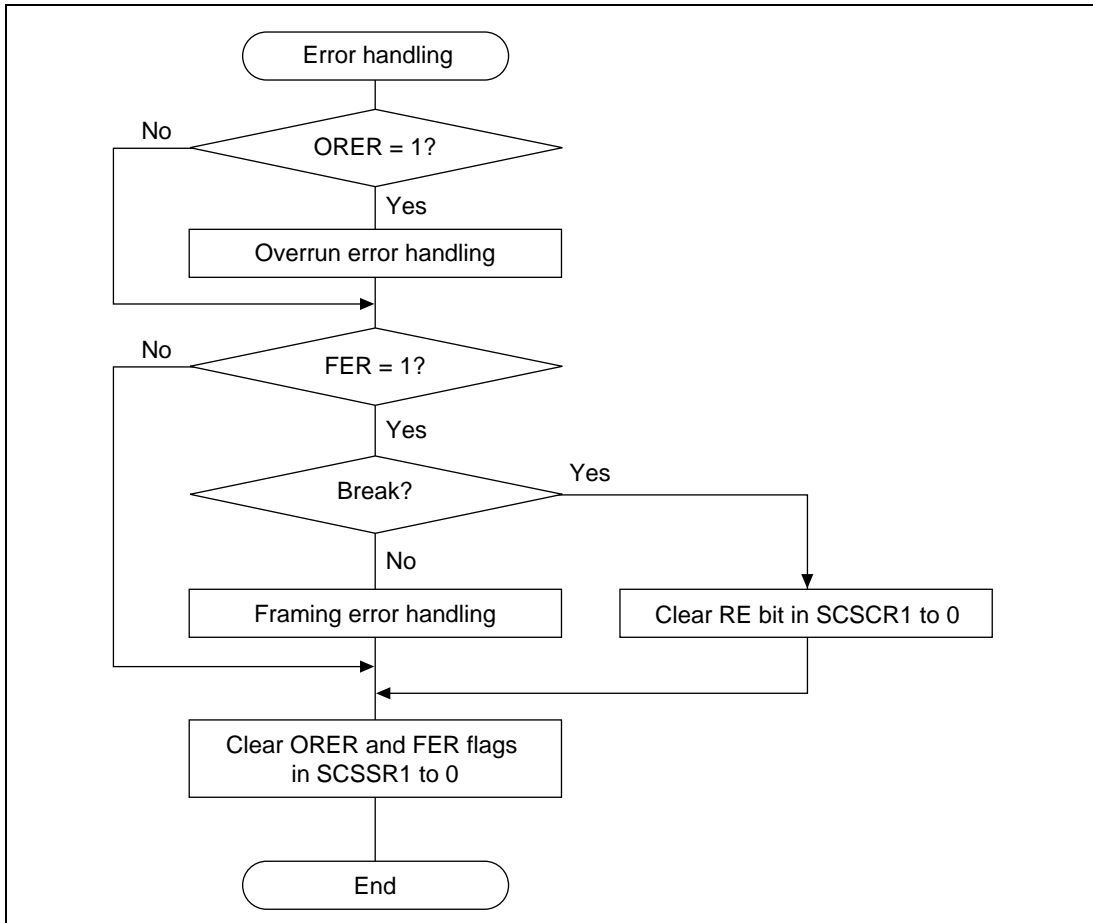 Error handling
No
ORER = 1?
Yes
Overrun error handling
No
FER = 1?
Yes
Yes
Break?
No
Framing error handling
Clear RE bit in SCSCR1 to 0
Clear ORER and FER flags
in SCSSR1 to 0
End